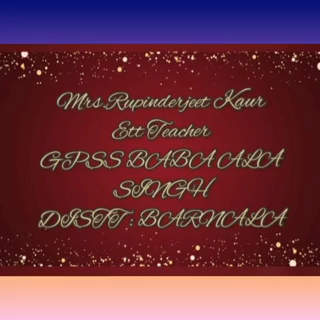 Mrs.Rupinderjeet Kaur
Ett Teacher
GPSS BABA ALA
SINGH
DISTT : BARNALA